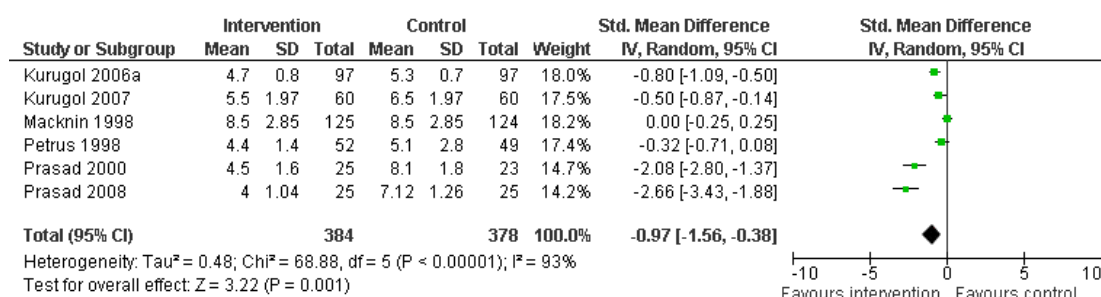 Intervention Control Std. Mean Difference Std. Mean Difference
Study or Subgroup Mean SD Total Mean SD Total Weight IV, Random, 95% CI IV, Random, 95% CI
Kurugol 2006a 4.7 0.8 97 5.3 0.7 97 18.0% -0.80 [-1.09, -0.50]
Kurugol 2007 5.5 1.97 60 6.5 1.97 60 17.5% -0.50 [-0.87, -0.14]
Macknin 1998 8.5 2.85 125 8.5 2.85 124 18.2% 0.00 [-0.25, 0.25]
Petrus 1998 4.4 1.4 52 5.1 2.8 49 17.4% -0.32 [-0.71, 0.08]
Prasad 2000 4.5 1.6 25 8.1 1.8 23 14.7% -2.08 [-2.80, -1.37]
Prasad 2008 4 1.04 25 7.12 1.26 25 14.2% -2.66 [-3.43, -1.88]
Total (95% CI) 384 378 100.0% -0.97 [-1.56, -0.38]
Heterogeneity: Tau² = 0.48; Chi² = 68.88, df = 5 (P < 0.00001); I² = 93%
Test for overall effect: Z = 3.22 (P = 0.001)
-10 -5 0 5 10
Favours intervention Favours control